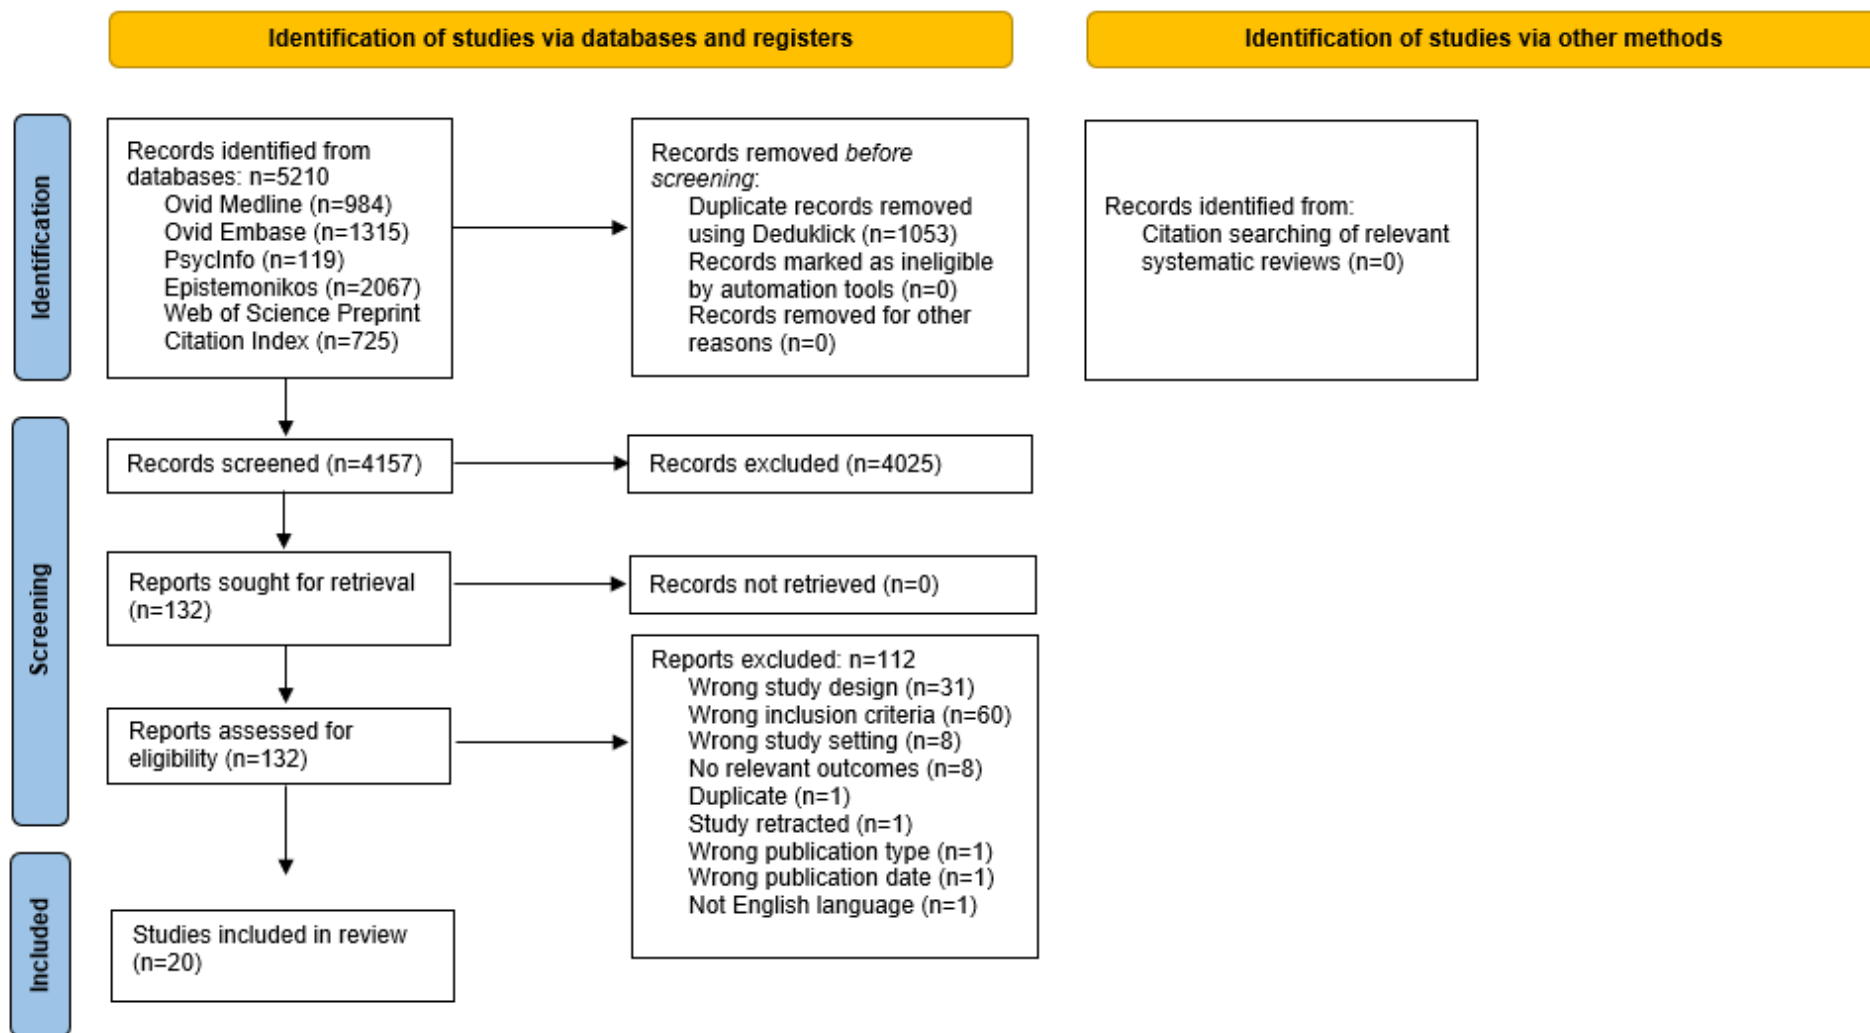 Identification of studies via databases and registers
Identification of studies via other methods
Identification
Records identified from
databases: n=5210
Ovid Medline (n=984)
Ovid Embase (n=1315)
PsycInfo (n=119)
Epistemonikos (n=2067)
Web of Science Preprint
Citation Index (n=725)
Records removed before
screening:
Duplicate records removed
using Deduklick (n=1053)
Records marked as ineligible
by automation tools (n=0)
Records removed for other
reasons (n=0)
Records identified from:
Citation searching of relevant
systematic reviews (n=0)
Screening
Records screened (n=4157)
Records excluded (n=4025)
Reports sought for retrieval
(n=132)
Records not retrieved (n=0)
Reports assessed for
eligibility (n=132)
Reports excluded: n=112
Wrong study design (n=31)
Wrong inclusion criteria (n=60)
Wrong study setting (n=8)
No relevant outcomes (n=8)
Duplicate (n=1)
Study retracted (n=1)
Wrong publication type (n=1)
Wrong publication date (n=1)
Not English language (n=1)
Included
Studies included in review
(n=20)